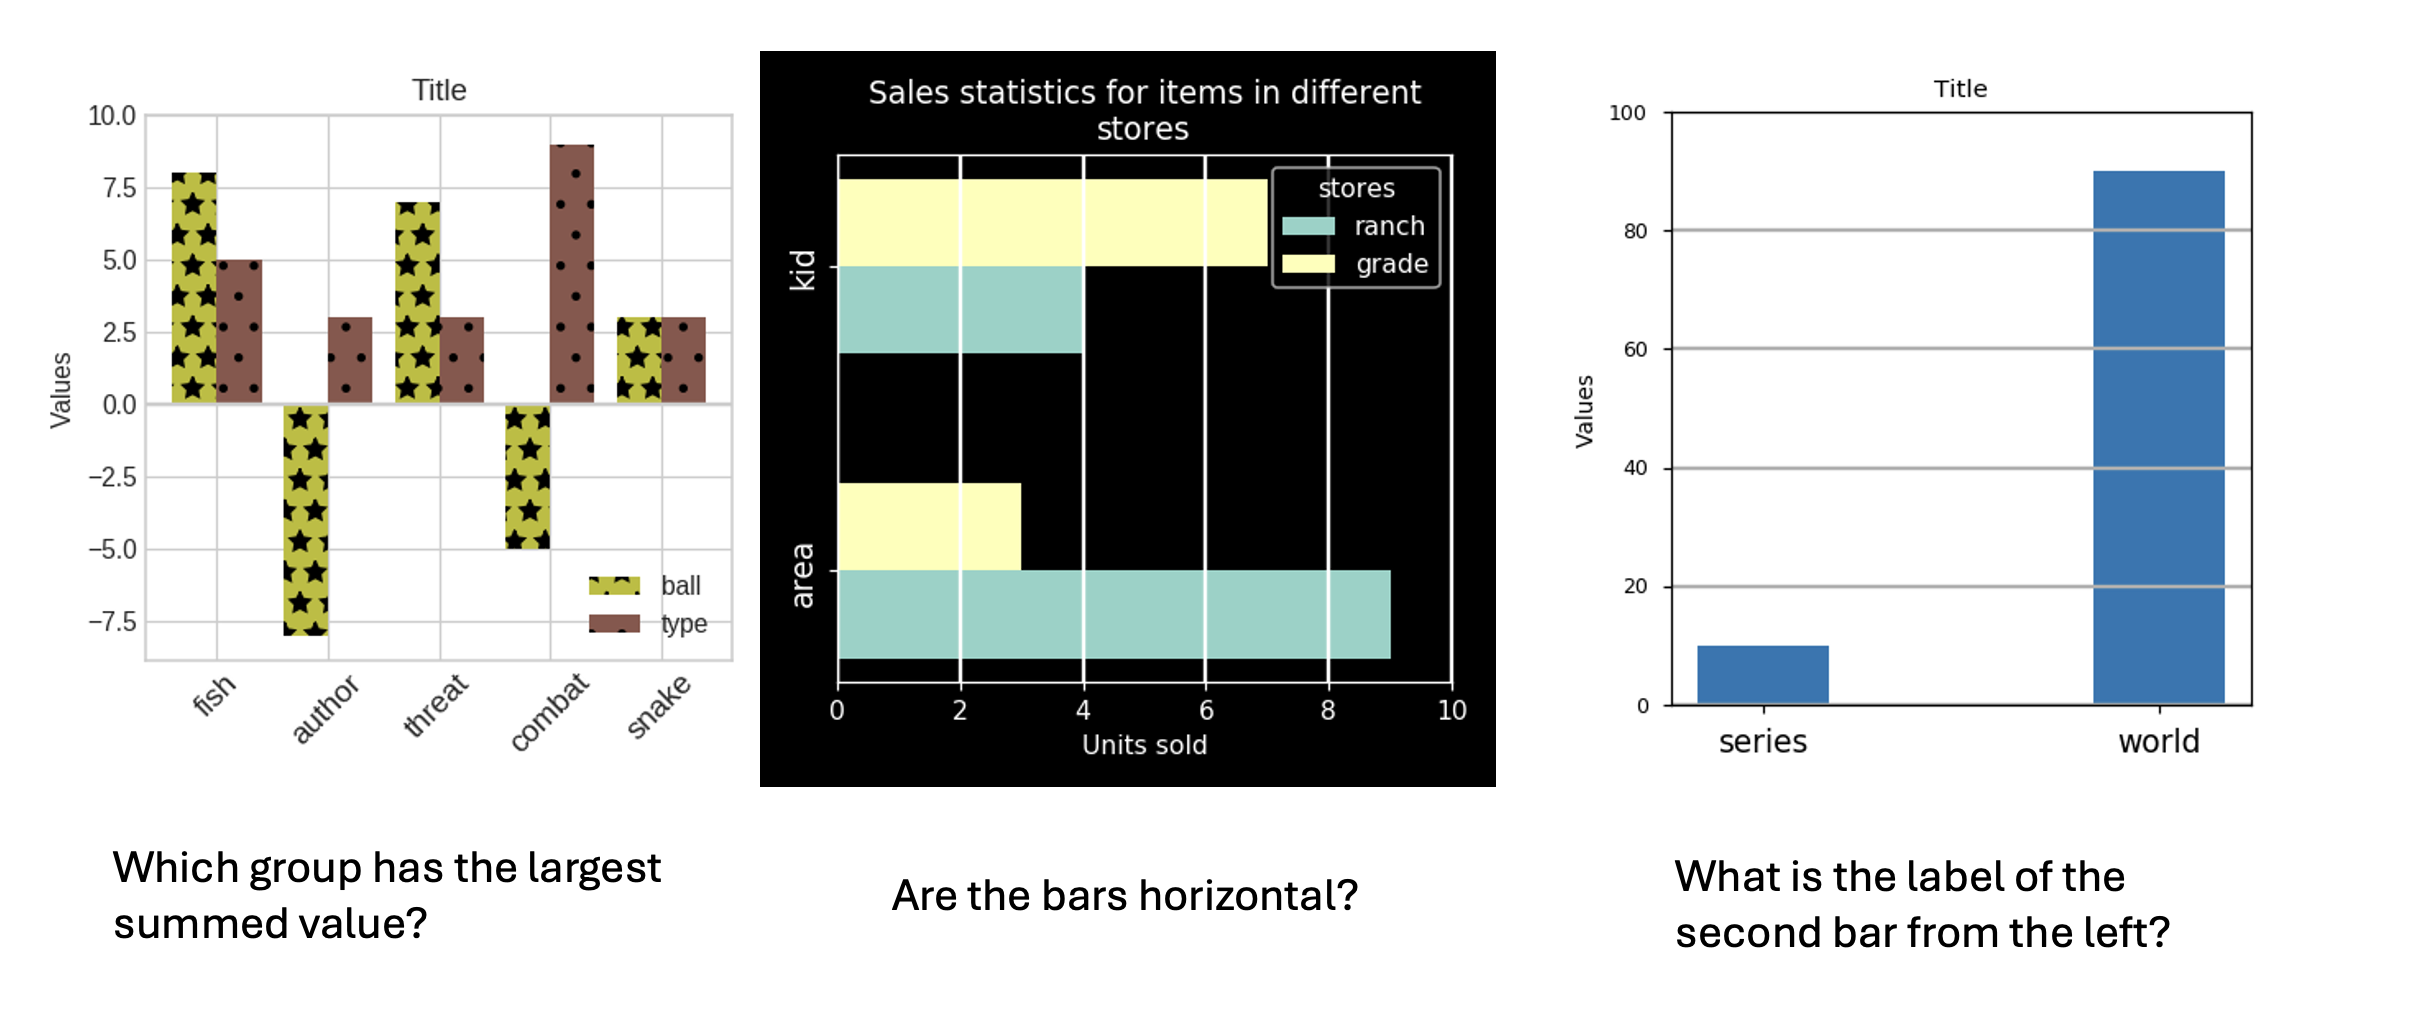 Title
10.0
7.5
5.0
2.5
0.0
−2.5
−5.0
−7.5
Values
ball
type
fish
author
threat
combat
snake
Which group has the largest
summed value?
Sales statistics for items in different
stores
stores
ranch
grade
kid
area
0 2 4 6 8 10
Units sold
Are the bars horizontal?
Title
100
80
60
40
20
0
Values
series
world
What is the label of the
second bar from the left?